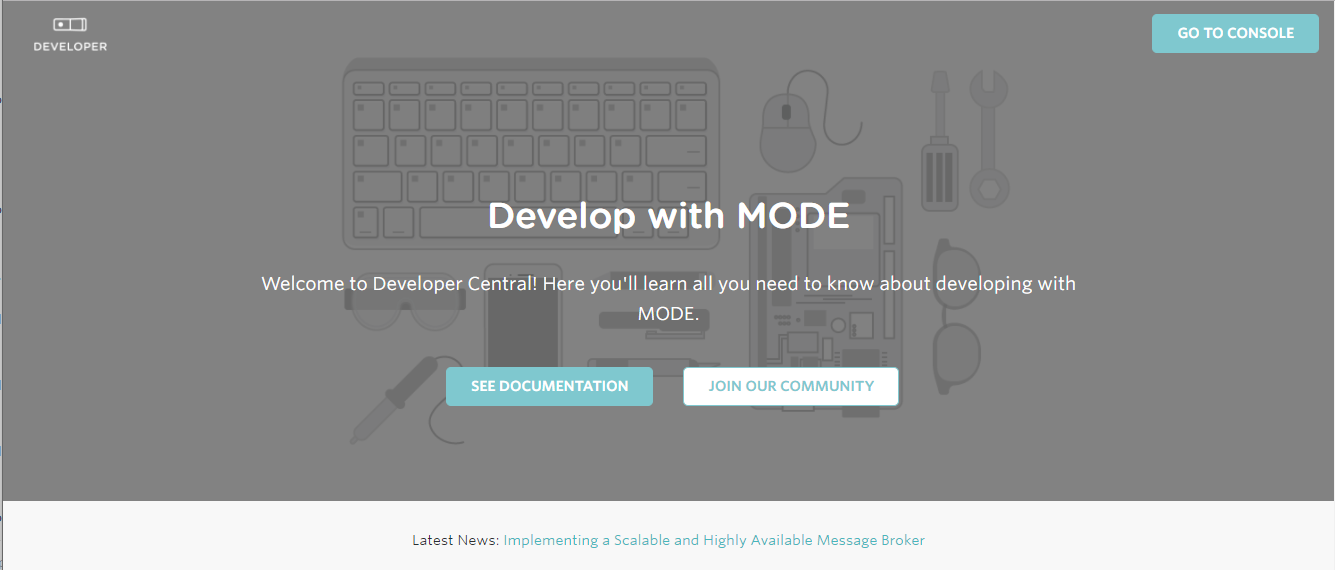 DEVELOPER
GO TO CONSOLE
Develop with MODE
Welcome to Developer Central! Here you'll learn all you need to know about developing with
MODE.
SEE DOCUMENTATION
JOIN OUR COMMUNITY
Latest News: Implementing a Scalable and Highly Available Message Broker